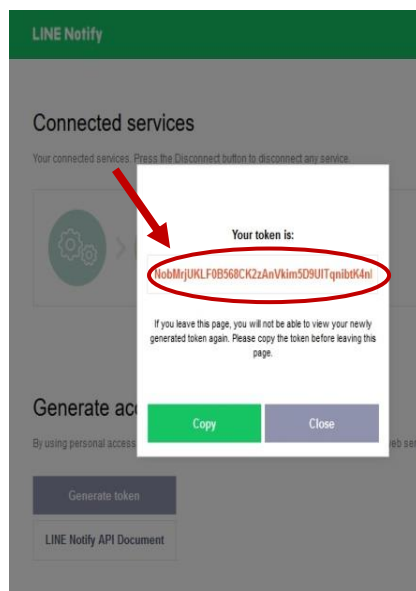 LINE Notify
Connected services
Your connected services. Press the Disconnect button to disconnect any service.
Your token is:
NobMrjUKLF0B568CK2zAnVkim5D9UITqnibtK4nl
If you leave this page, you will not be able to view your newly
generated token again. Please copy the token before leaving this
page.
Copy
Close
Generate
By using personal access
Generate token
LINE Notify API Document